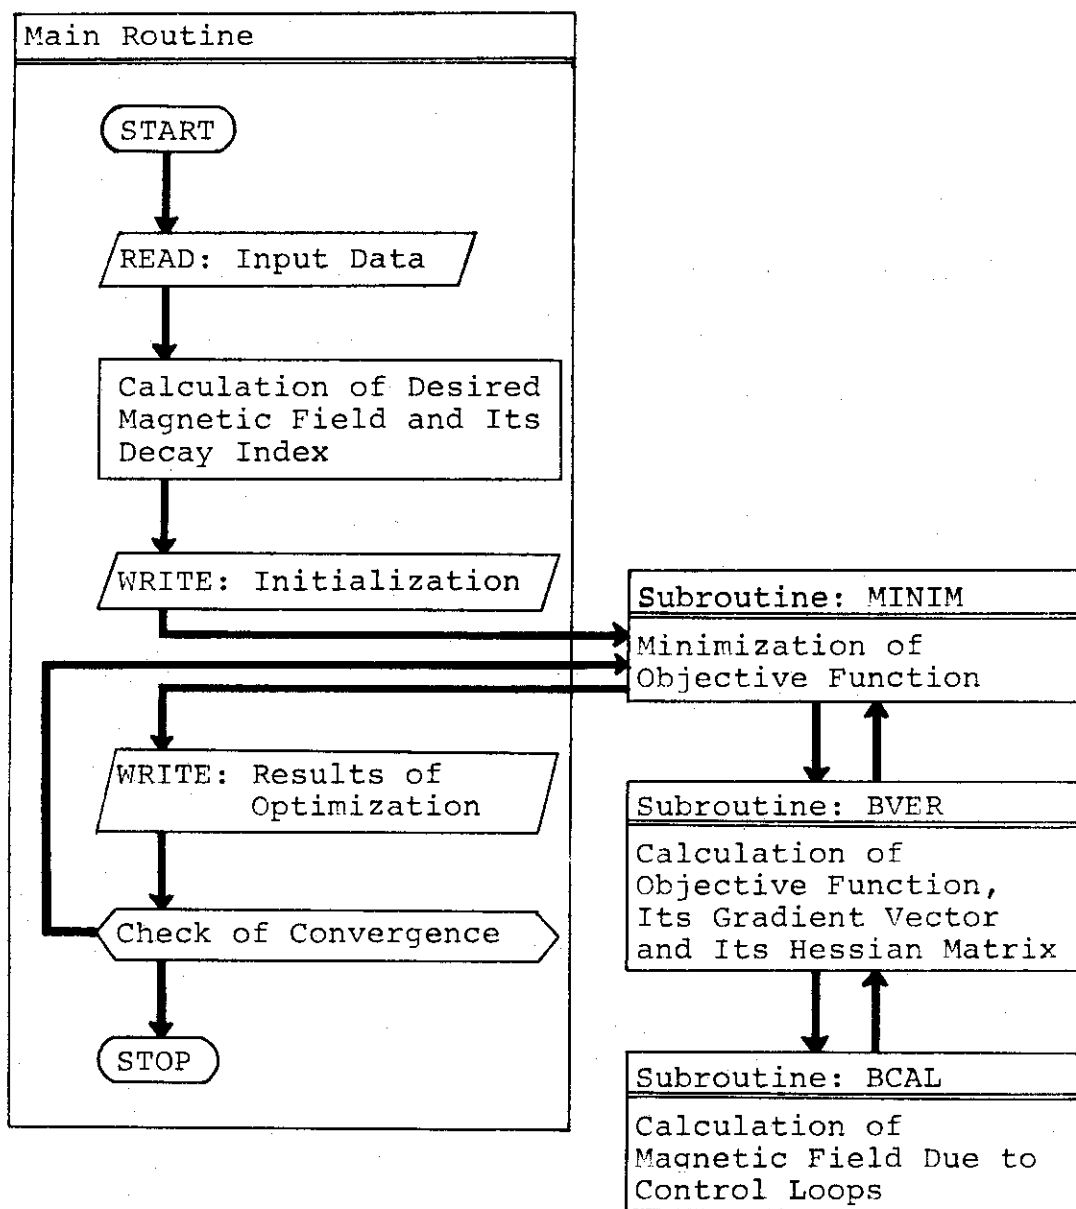 Main Routine
START
READ: Input Data
Calculation of Desired
Magnetic Field and Its
Decay Index
WRITE: Initialization
WRITE: Results of
Optimization
Check of Convergence
STOP
Subroutine: MINIM
Minimization of
Objective Function
Subroutine: BVER
Calculation of
Objective Function,
Its Gradient Vector
and Its Hessian Matrix
Subroutine: BCAL
Calculation of
Magnetic Field Due to
Control Loops